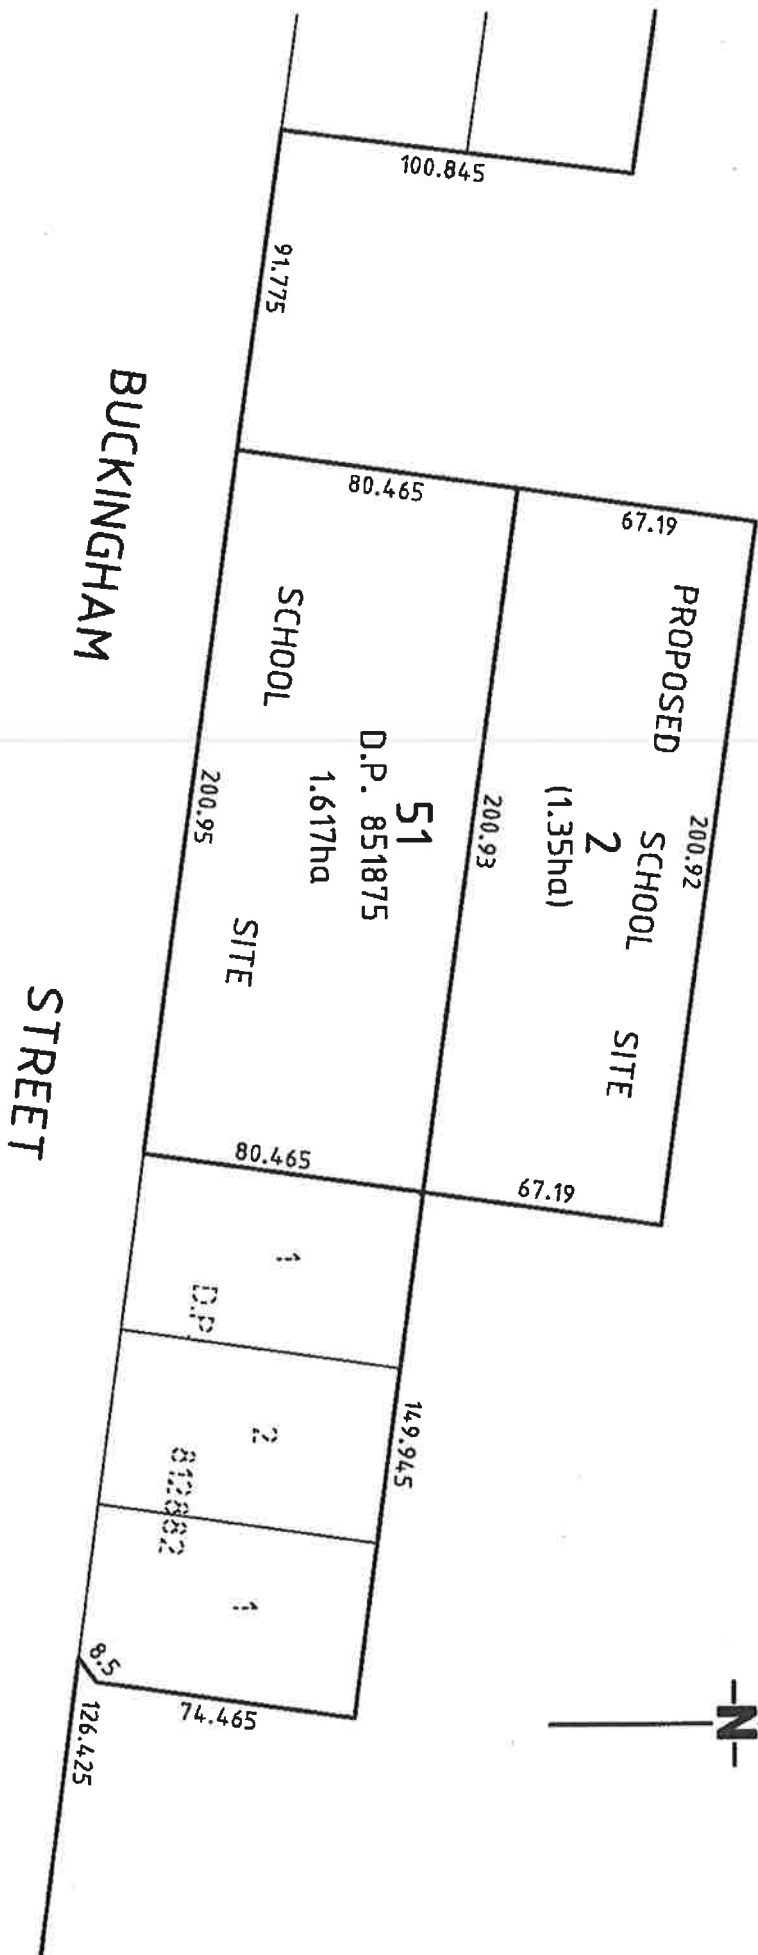 100.845
91.775
BUCKINGHAM
STREET
80.465
67.19
PROPOSED SCHOOL SITE
200.92
2
(1.35ha)
200.93
51
D.P. 851875
1.617ha
SCHOOL SITE
200.95
80.465
67.19
1
D.P.
2
812882
1
149.945
8.5
74.465
126.425
N